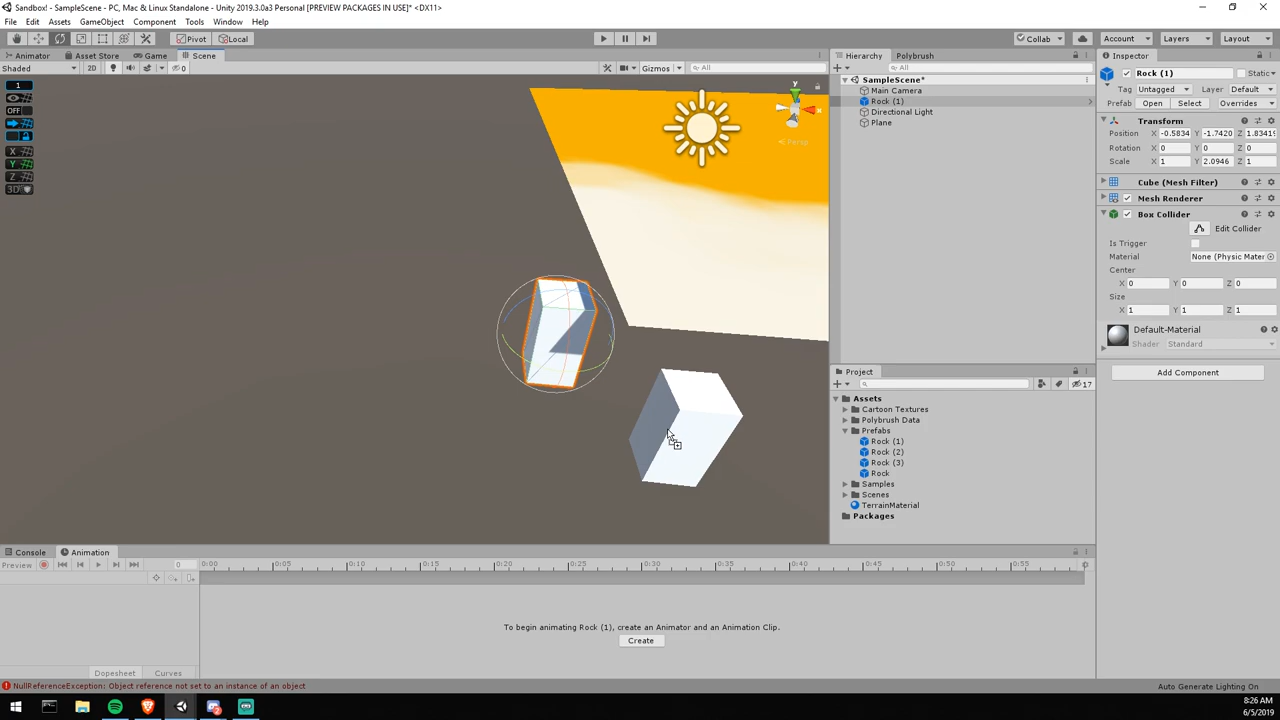 Sandbox! - SampleScene - PC, Mac & Linux Standalone - Unity 2019.3.0a3 Personal [PREVIEW PACKAGES IN USE]* <DX11>
File Edit Assets GameObject Component Tools Window Help
Pivot Local Collab Account Layers Layout
Animator Asset Store Game Scene
Shaded 2D 0 Gizmos All
1
OFF
X
Y
Z
3D
y
x
Persp
Hierarchy Polybrush
All
SampleScene*
Main Camera
Rock (1)
Directional Light
Plane
Project
17
Assets
Cartoon Textures
Polybrush Data
Prefabs
Rock (1)
Rock (2)
Rock (3)
Rock
Samples
Scenes
TerrainMaterial
Packages
Inspector
Rock (1) Static
Tag Untagged Layer Default
Prefab Open Select Overrides
Transform
Position X -0.5834 Y -1.7420 Z 1.8341
Rotation X 0 Y 0 Z 0
Scale X 1 Y 2.0946 Z 1
Cube (Mesh Filter)
Mesh Renderer
Box Collider
Edit Collider
Is Trigger
Material None (Physic Mater
Center
X 0 Y 0 Z 0
Size
X 1 Y 1 Z 1
Default-Material
Shader Standard
Add Component
Console Animation
Preview 0 0:00 0:05 0:10 0:15 0:20 0:25 0:30 0:35 0:40 0:45 0:50 0:55
To begin animating Rock (1), create an Animator and an Animation Clip.
Create
Dopesheet Curves
NullReferenceException: Object reference not set to an instance of an object
Auto Generate Lighting On
8:26 AM
6/5/2019